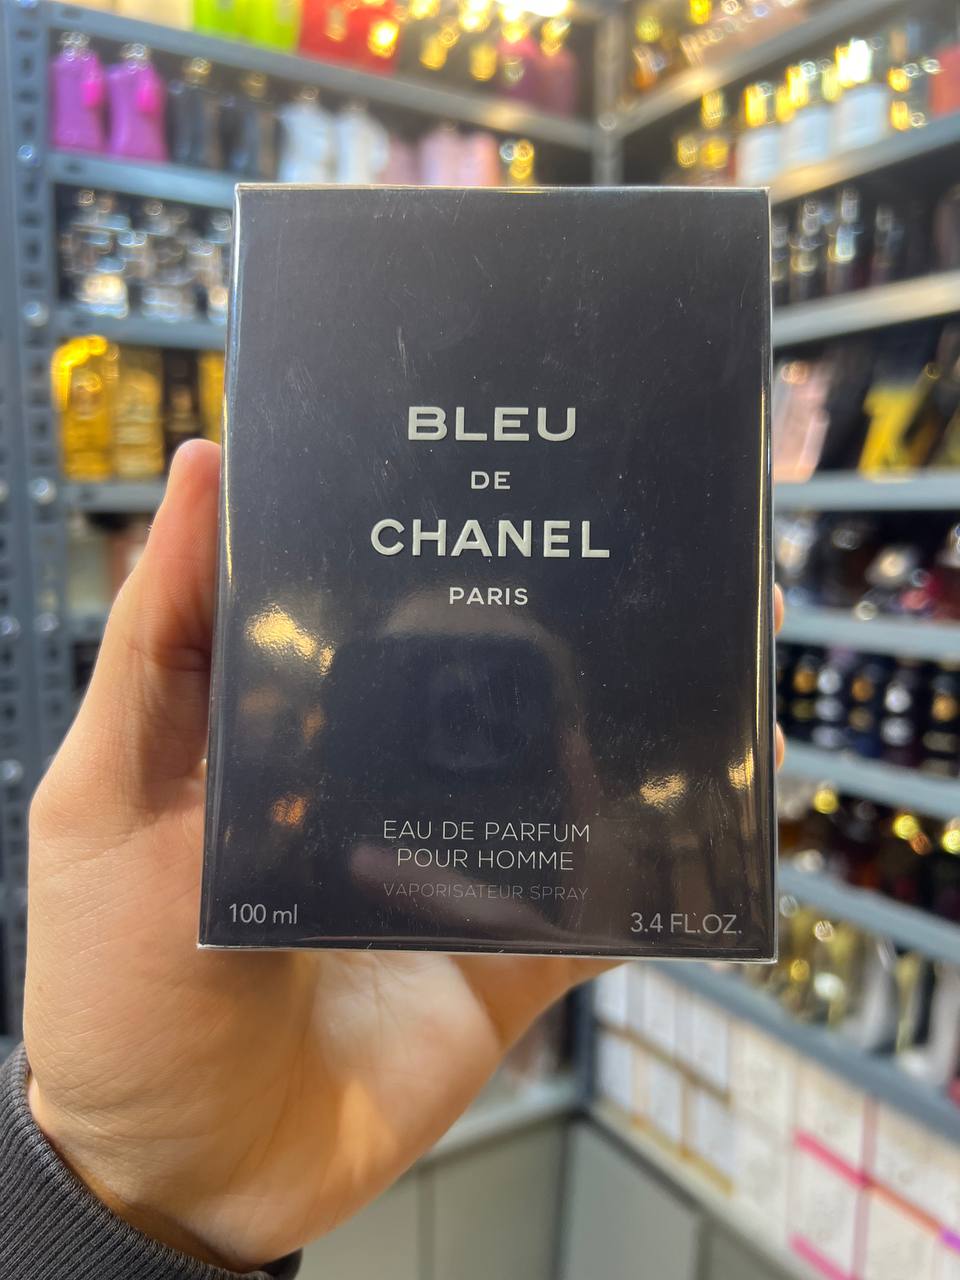 BLEU
DE
CHANEL
PARIS
EAU DE PARFUM
POUR HOMME
VAPORISATEUR SPRAY
100 ml
3.4 FL.OZ.